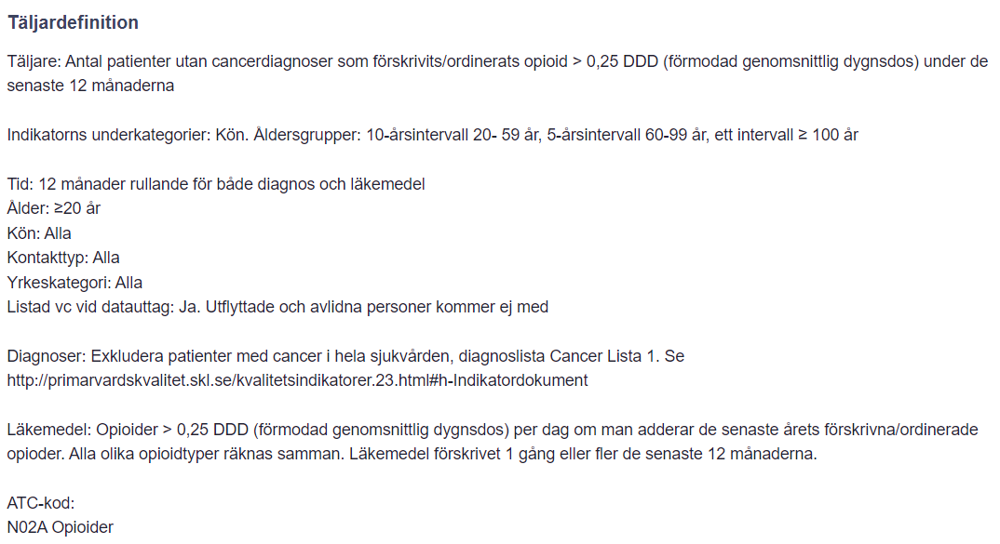 Täljardefinition
Täljare: Antal patienter utan cancerdiagnoser som förskrivits/ordinerats opioid > 0,25 DDD (förmodad genomsnittlig dygnsdos) under de
senaste 12 månaderna
Indikatorns underkategorier: Kön. Åldersgrupper: 10-årsintervall 20- 59 år, 5-årsintervall 60-99 år, ett intervall ≥ 100 år
Tid: 12 månader rullande för både diagnos och läkemedel
Ålder: ≥20 år
Kön: Alla
Kontakttyp: Alla
Yrkeskategori: Alla
Listad vc vid datauttag: Ja. Utflyttade och avlidna personer kommer ej med
Diagnoser: Exkludera patienter med cancer i hela sjukvården, diagnoslista Cancer Lista 1. Se
http://primarvardskvalitet.skl.se/kvalitetsindikatorer.23.html#h-Indikatordokument
Läkemedel: Opioider > 0,25 DDD (förmodad genomsnittlig dygnsdos) per dag om man adderar de senaste årets förskrivna/ordinerade
opioder. Alla olika opioidtyper räknas samman. Läkemedel förskrivet 1 gång eller fler de senaste 12 månaderna.
ATC-kod:
N02A Opioider